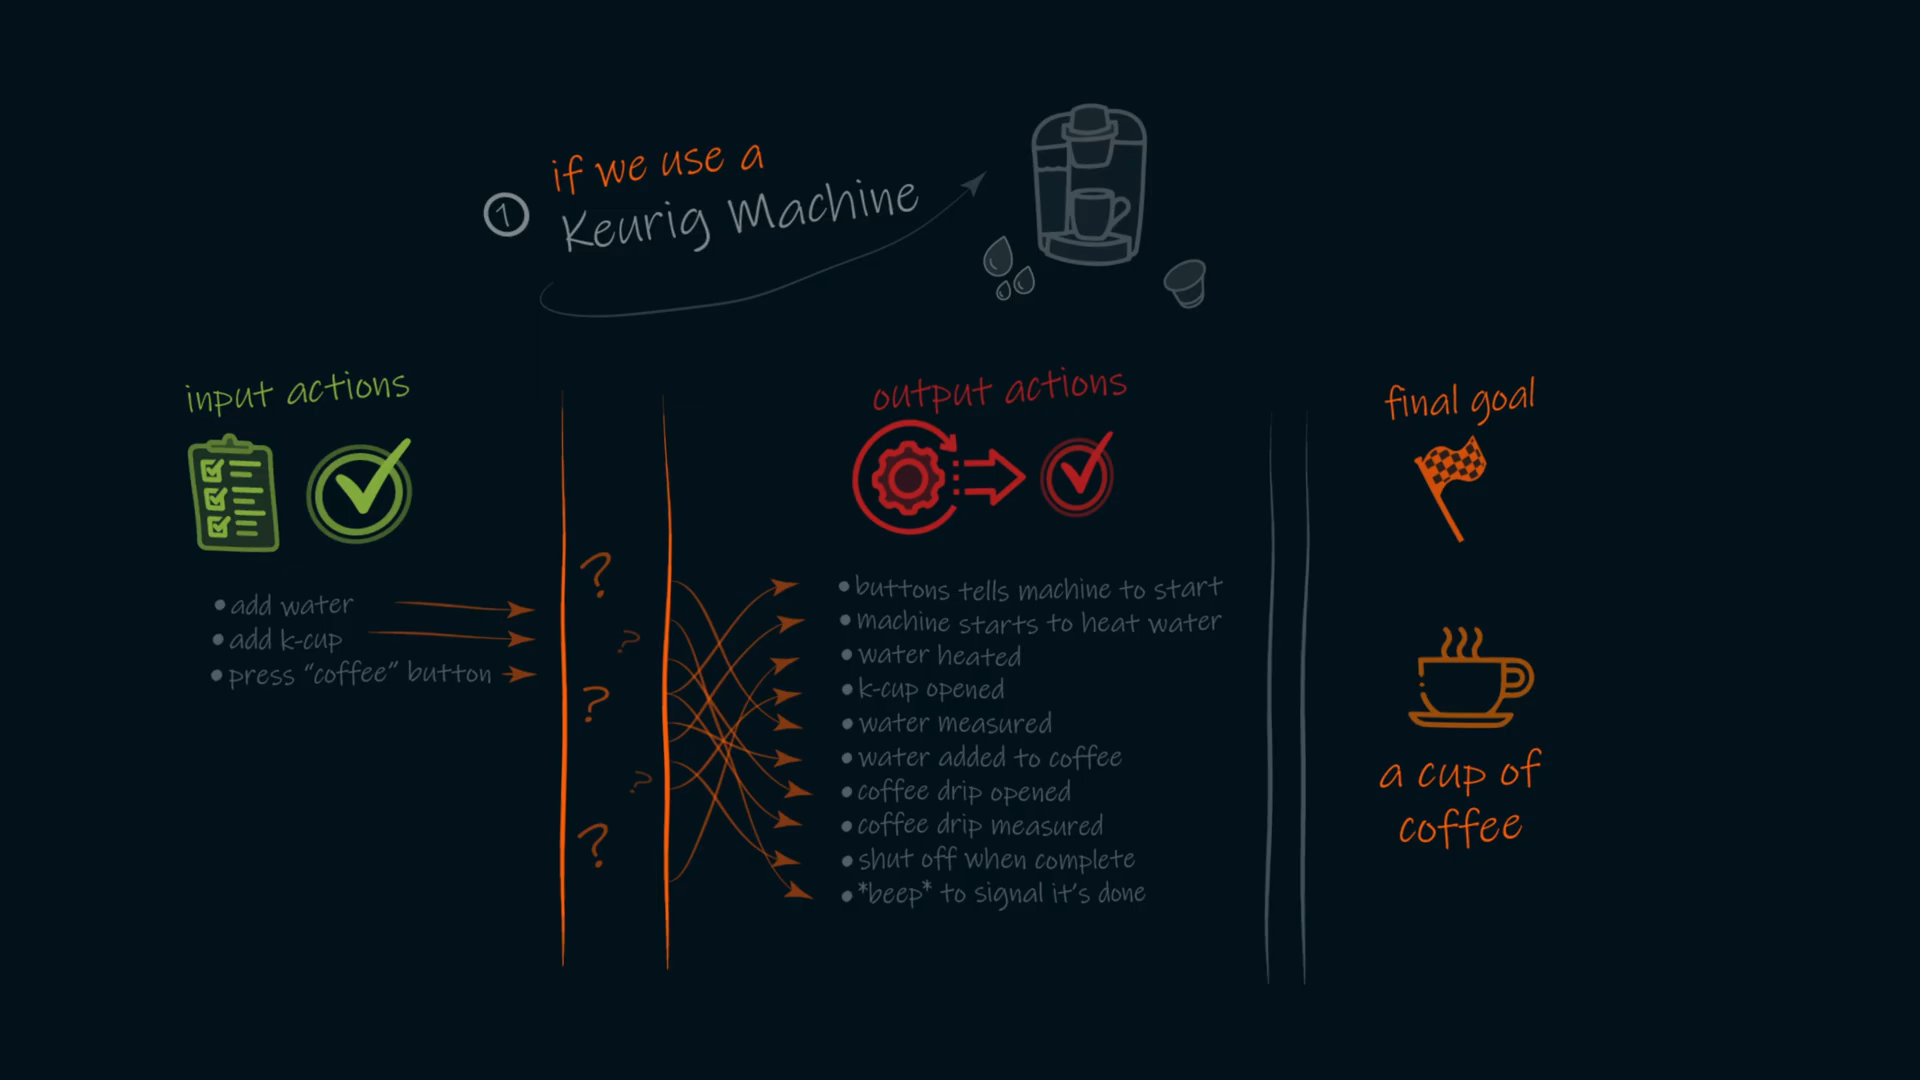 if we use a
1
Keurig Machine
input actions
output actions
final goal
• add water
• add k-cup
• press "coffee" button
?
?
?
?
?
• buttons tells machine to start
• machine starts to heat water
• water heated
• k-cup opened
• water measured
• water added to coffee
• coffee drip opened
• coffee drip measured
• shut off when complete
• *beep* to signal it's done
a cup of
coffee